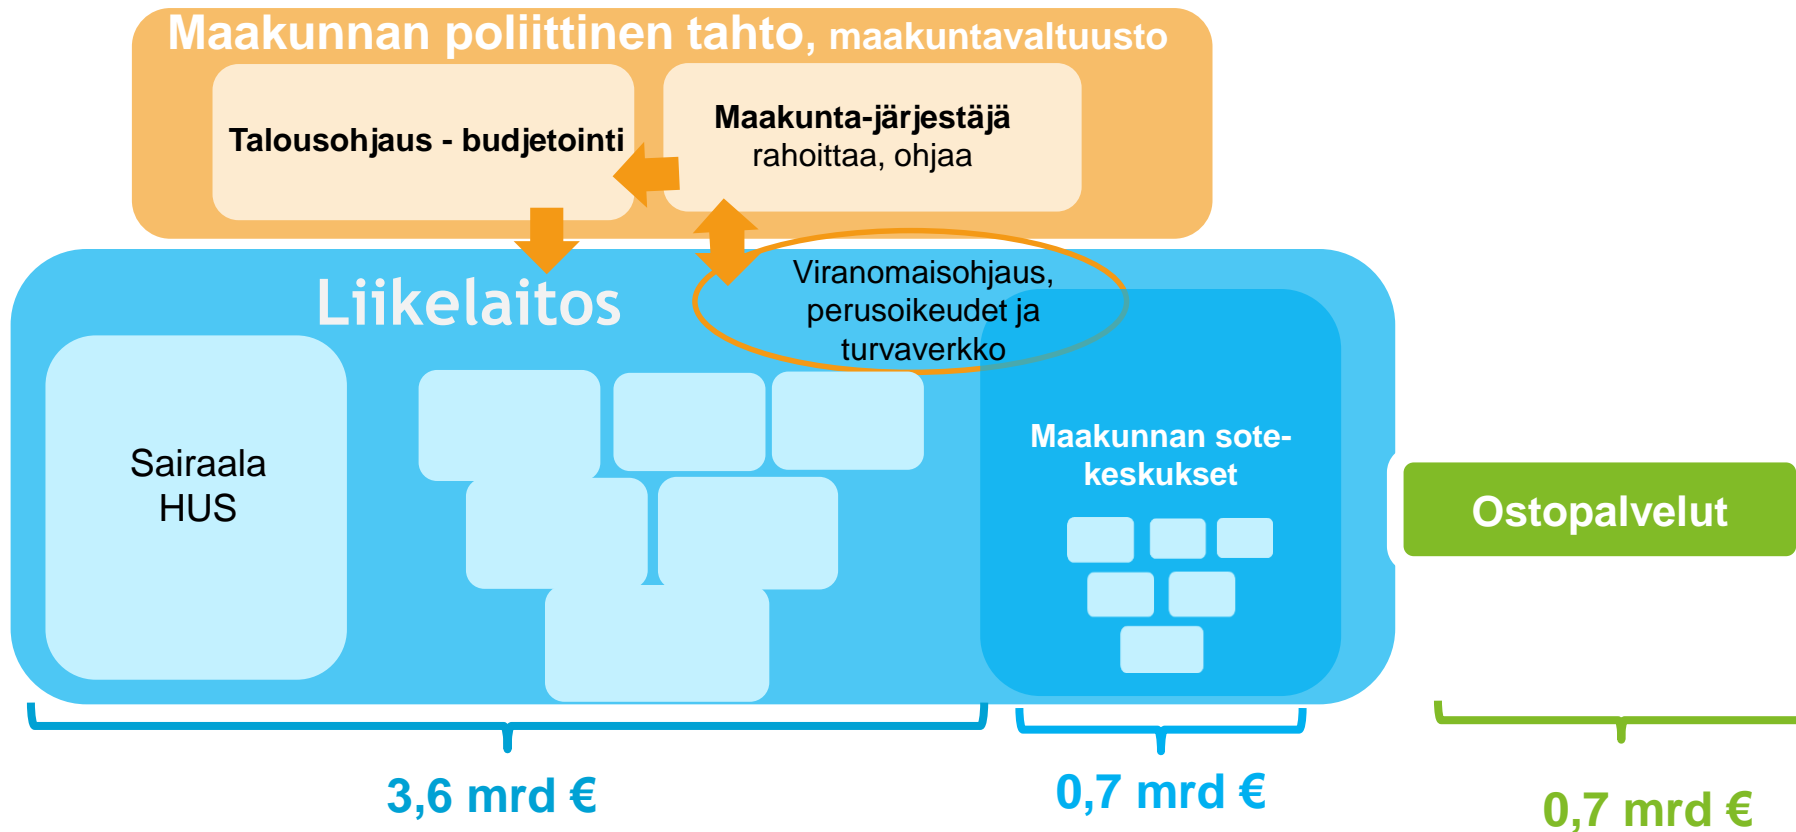 Maakunnan poliittinen tahto, maakuntavaltuusto
Talousohjaus - budjetointi
Maakunta-järjestäjä
rahoittaa, ohjaa
Liikelaitos
Viranomaisohjaus,
perusoikeudet ja
turvaverkko
Sairaala
HUS
Maakunnan sote-
keskukset
Ostopalvelut
3,6 mrd €
0,7 mrd €
0,7 mrd €